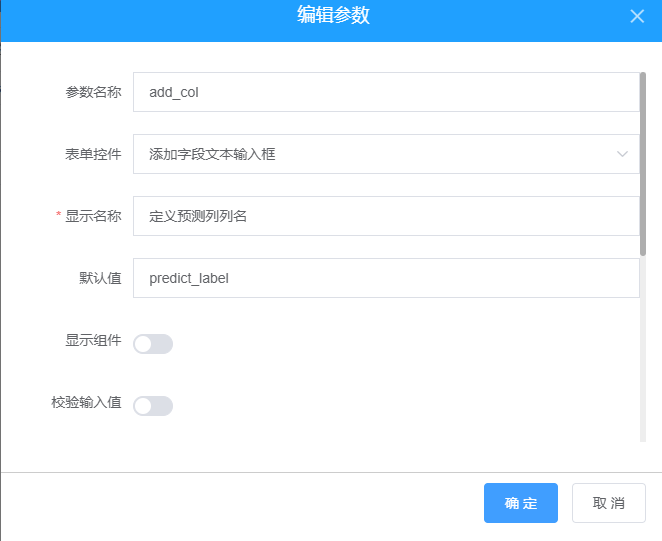 编辑参数
参数名称 add_col
表单控件 添加字段文本输入框
* 显示名称 定义预测列列名
默认值 predict_label
显示组件
校验输入值
确定 取消